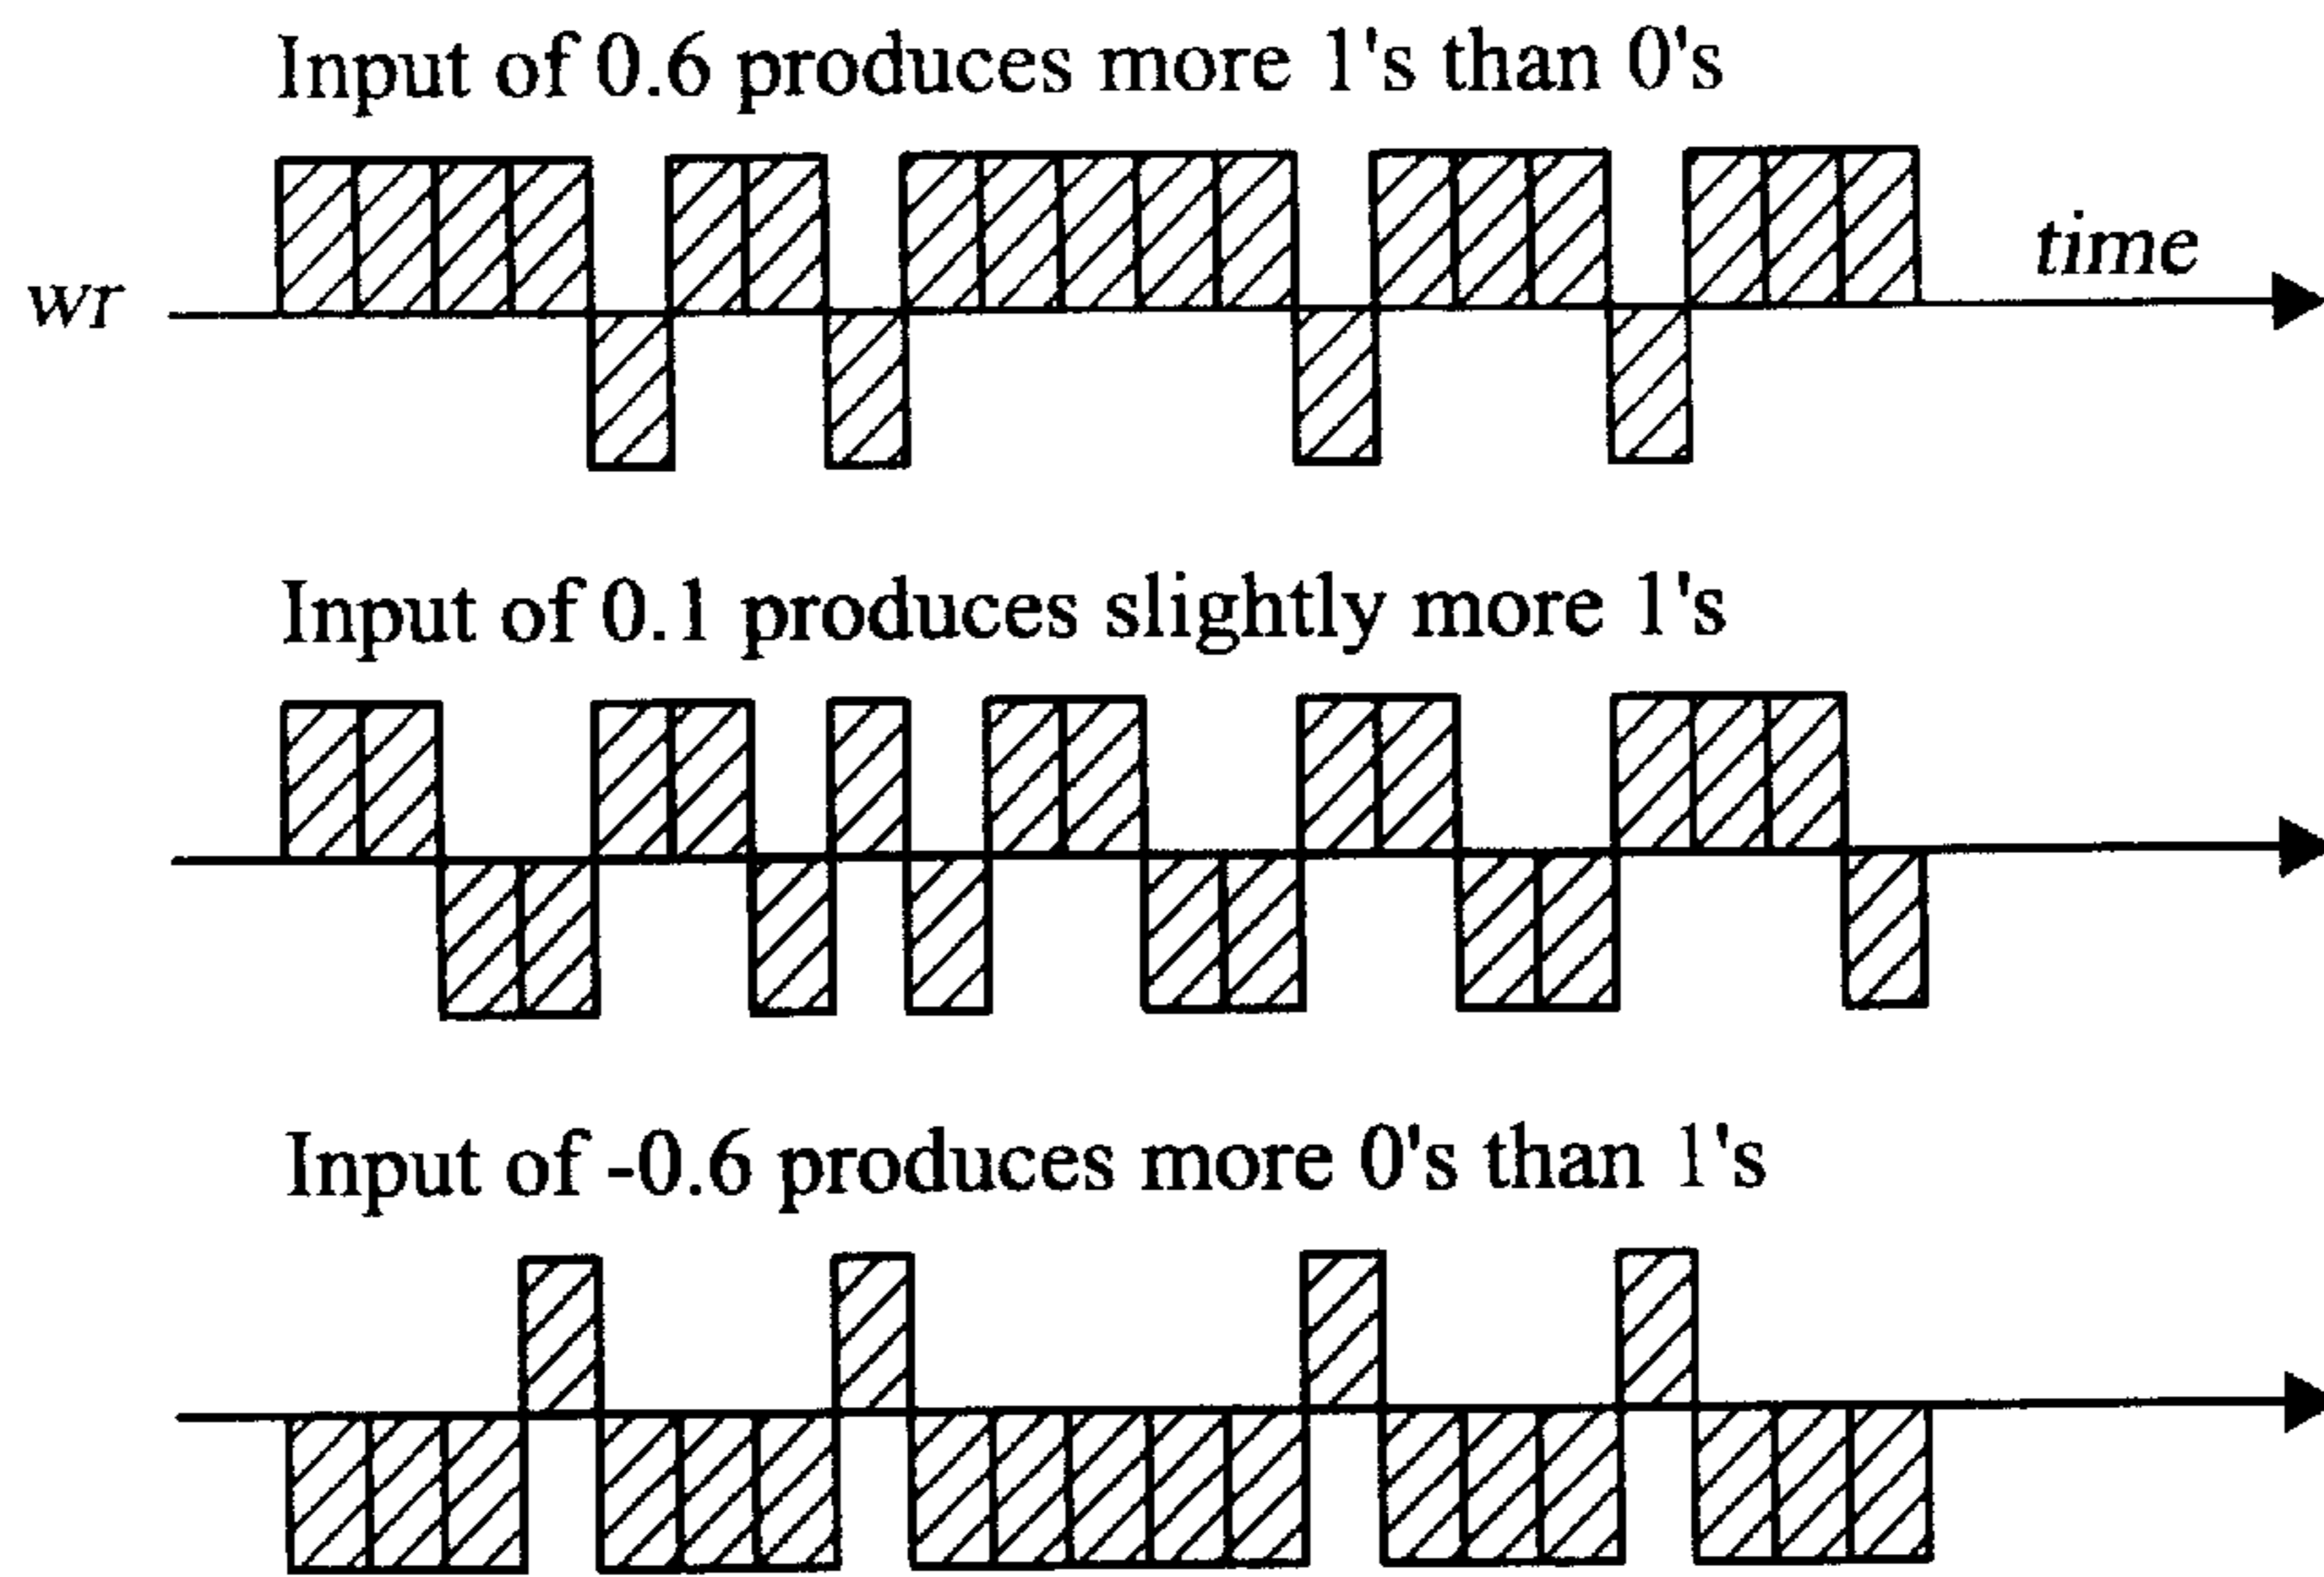 Input of 0.6 produces more 1's than 0's
time
wr
Input of 0.1 produces slightly more 1's
Input of -0.6 produces more 0's than 1's